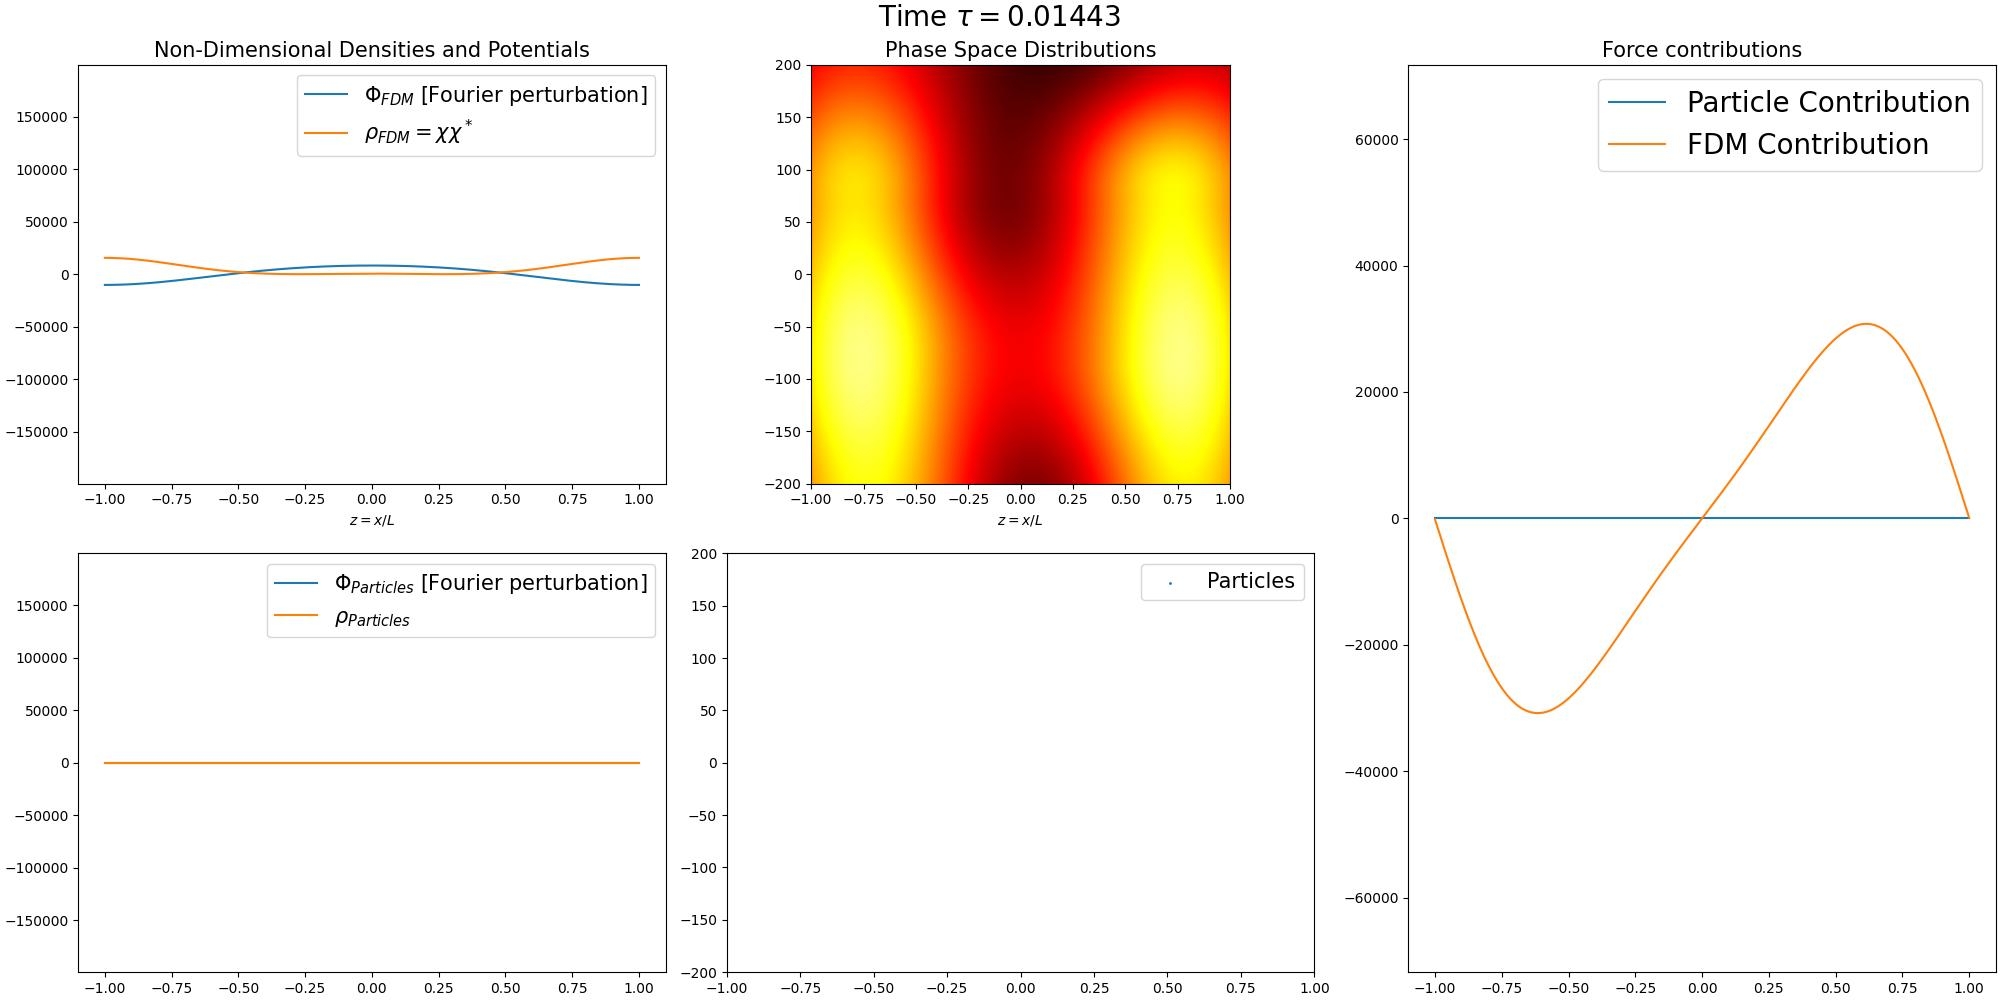 Time τ = 0.01443
Non-Dimensional Densities and Potentials
Φ_FDM [Fourier perturbation]
ρ_FDM = χχ*
150000
100000
50000
0
−50000
−100000
−150000
−1.00 −0.75 −0.50 −0.25 0.00 0.25 0.50 0.75 1.00
z = x/L
Phase Space Distributions
200
150
100
50
0
−50
−100
−150
−200
−1.00 −0.75 −0.50 −0.25 0.00 0.25 0.50 0.75 1.00
z = x/L
Force contributions
Particle Contribution
FDM Contribution
60000
40000
20000
0
−20000
−40000
−60000
−1.00 −0.75 −0.50 −0.25 0.00 0.25 0.50 0.75 1.00
Φ_Particles [Fourier perturbation]
ρ_Particles
150000
100000
50000
0
−50000
−100000
−150000
−1.00 −0.75 −0.50 −0.25 0.00 0.25 0.50 0.75 1.00
Particles
200
150
100
50
0
−50
−100
−150
−200
−1.00 −0.75 −0.50 −0.25 0.00 0.25 0.50 0.75 1.00